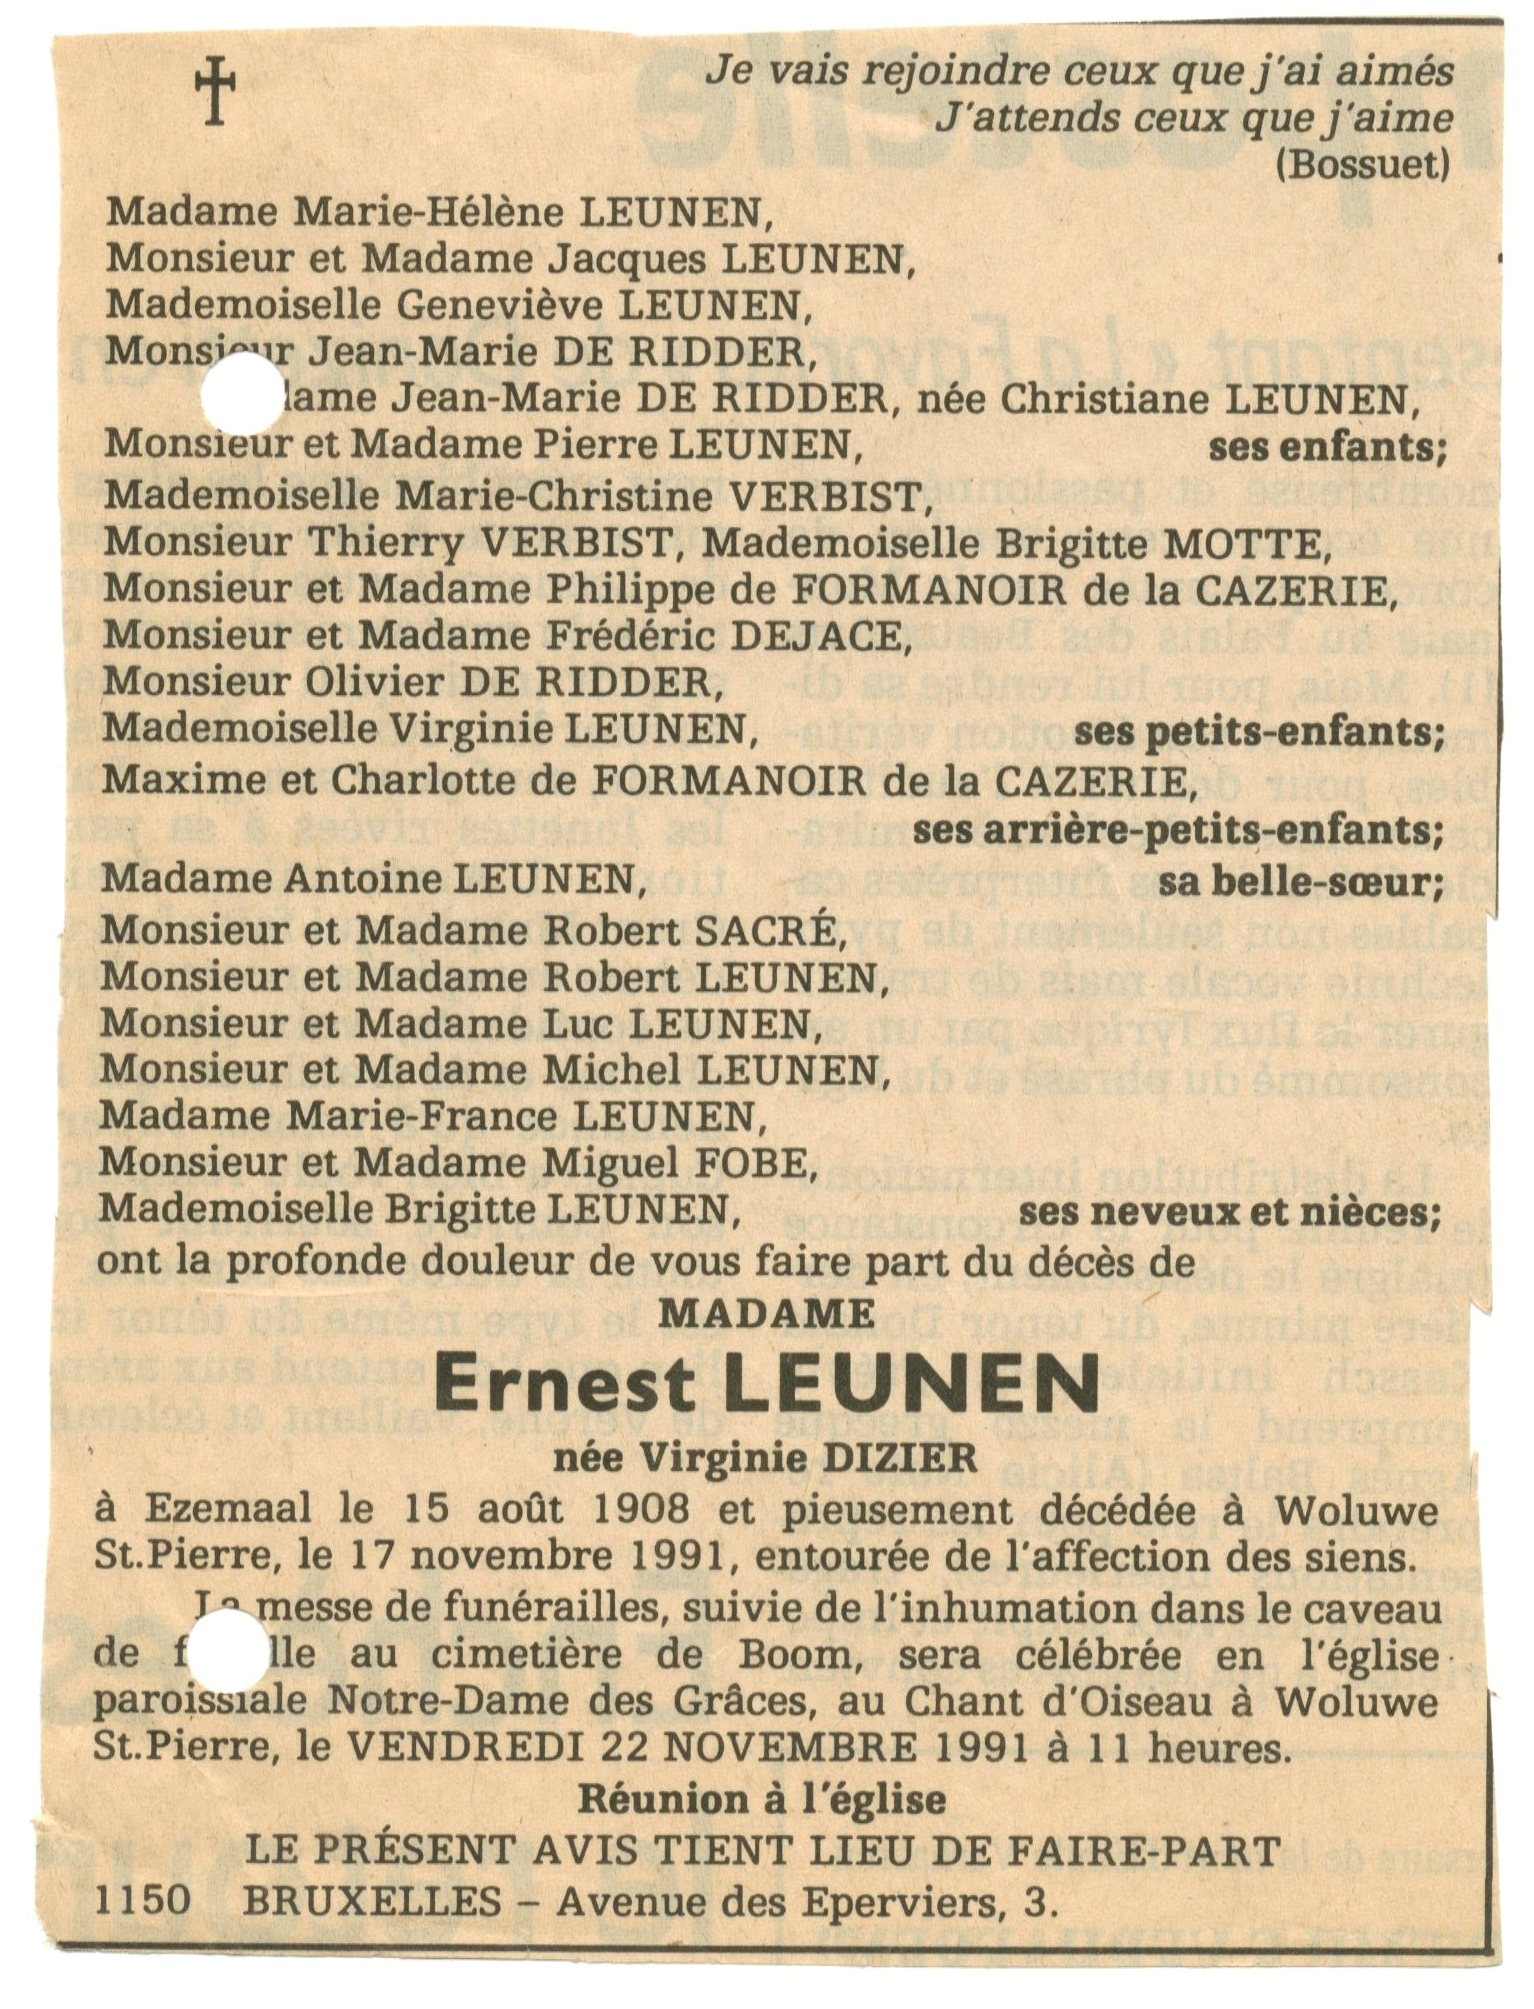 Je vais rejoindre ceux que j'ai aimés
J'attends ceux que j'aime
(Bossuet)
Madame Marie-Hélène LEUNEN,
Monsieur et Madame Jacques LEUNEN,
Mademoiselle Geneviève LEUNEN,
Monsieur Jean-Marie DE RIDDER,
dame Jean-Marie DE RIDDER, née Christiane LEUNEN,
Monsieur et Madame Pierre LEUNEN, ses enfants;
Mademoiselle Marie-Christine VERBIST,
Monsieur Thierry VERBIST, Mademoiselle Brigitte MOTTE,
Monsieur et Madame Philippe de FORMANOIR de la CAZERIE,
Monsieur et Madame Frédéric DEJACE,
Monsieur Olivier DE RIDDER,
Mademoiselle Virginie LEUNEN, ses petits-enfants;
Maxime et Charlotte de FORMANOIR de la CAZERIE,
ses arrière-petits-enfants;
Madame Antoine LEUNEN, sa belle-sœur;
Monsieur et Madame Robert SACRÉ,
Monsieur et Madame Robert LEUNEN,
Monsieur et Madame Luc LEUNEN,
Monsieur et Madame Michel LEUNEN,
Madame Marie-France LEUNEN,
Monsieur et Madame Miguel FOBE,
Mademoiselle Brigitte LEUNEN, ses neveux et nièces;
ont la profonde douleur de vous faire part du décès de
MADAME
Ernest LEUNEN
née Virginie DIZIER
à Ezemaal le 15 août 1908 et pieusement décédée à Woluwe
St.Pierre, le 17 novembre 1991, entourée de l'affection des siens.
La messe de funérailles, suivie de l'inhumation dans le caveau
de f lle au cimetière de Boom, sera célébrée en l'église
paroissiale Notre-Dame des Grâces, au Chant d'Oiseau à Woluwe
St.Pierre, le VENDREDI 22 NOVEMBRE 1991 à 11 heures.
Réunion à l'église
LE PRÉSENT AVIS TIENT LIEU DE FAIRE-PART
1150 BRUXELLES – Avenue des Eperviers, 3.